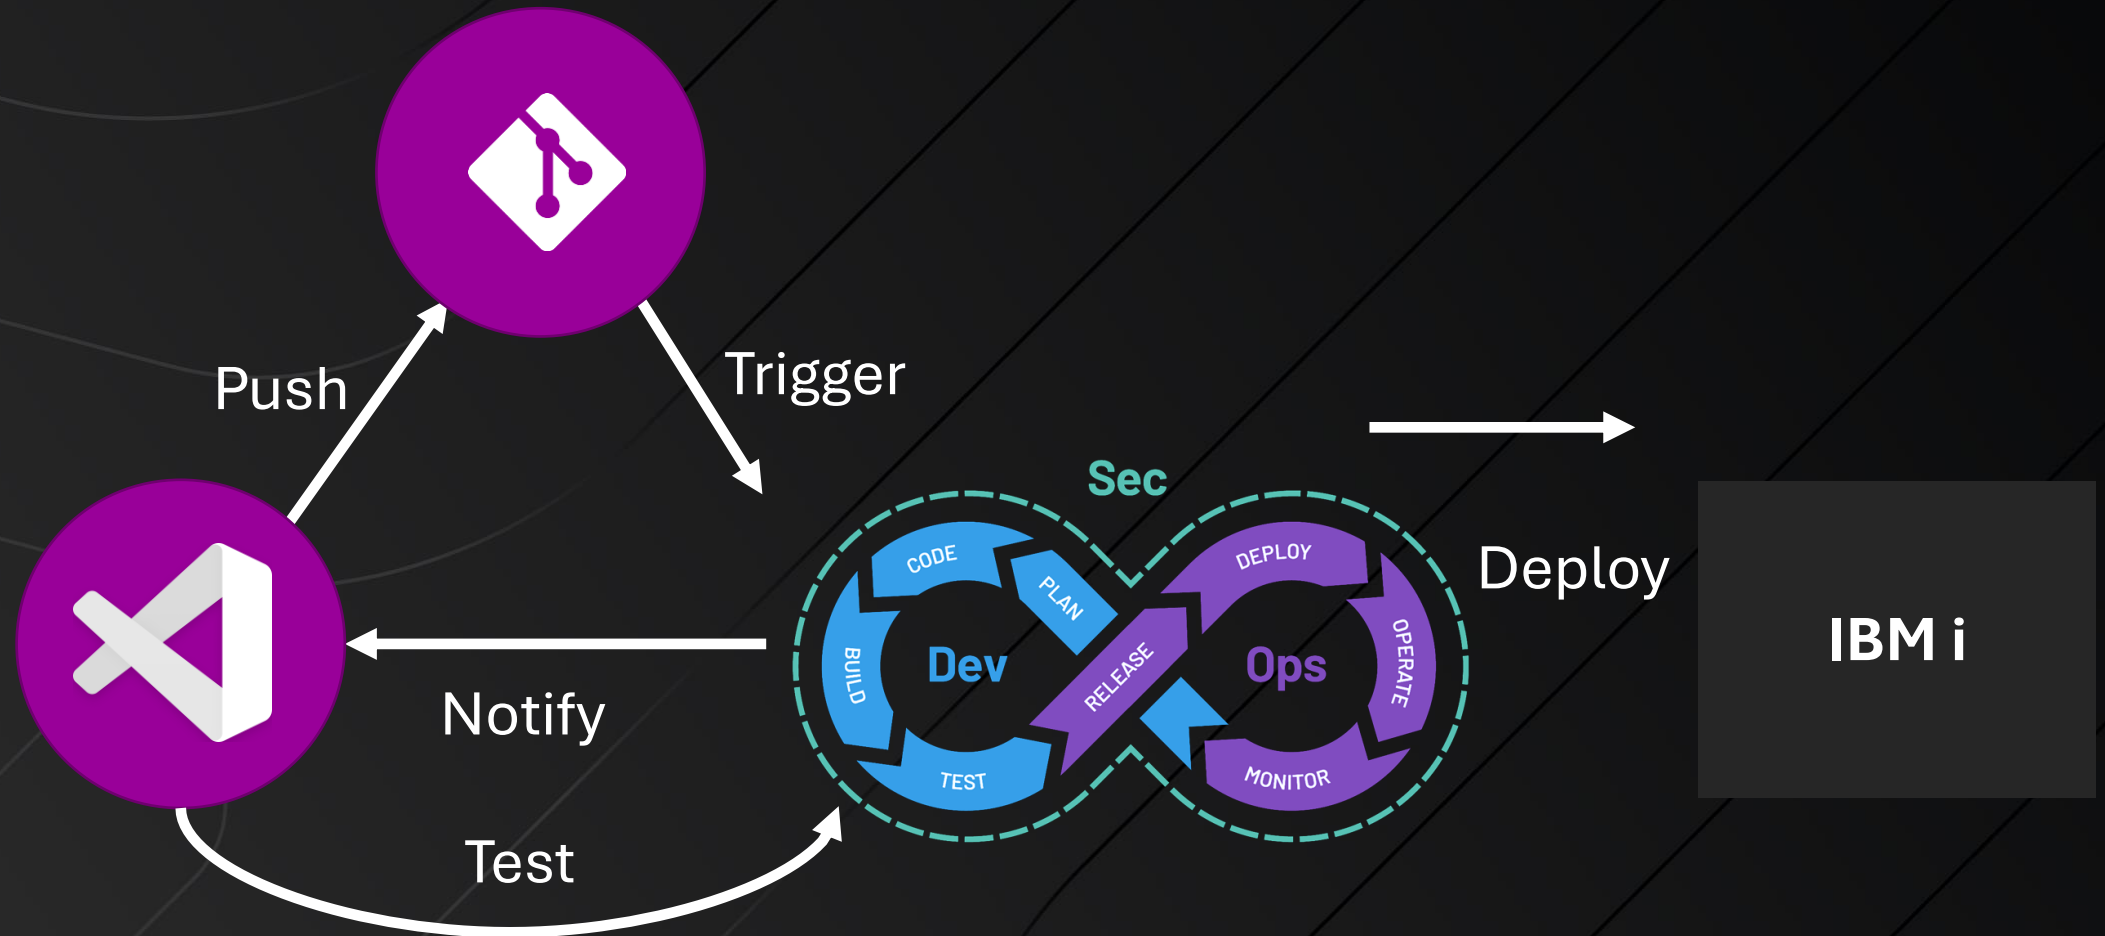 Push
Trigger
Sec
CODE
PLAN
DEPLOY
BUILD
Dev
RELEASE
Ops
OPERATE
TEST
MONITOR
Deploy
IBM i
Notify
Test